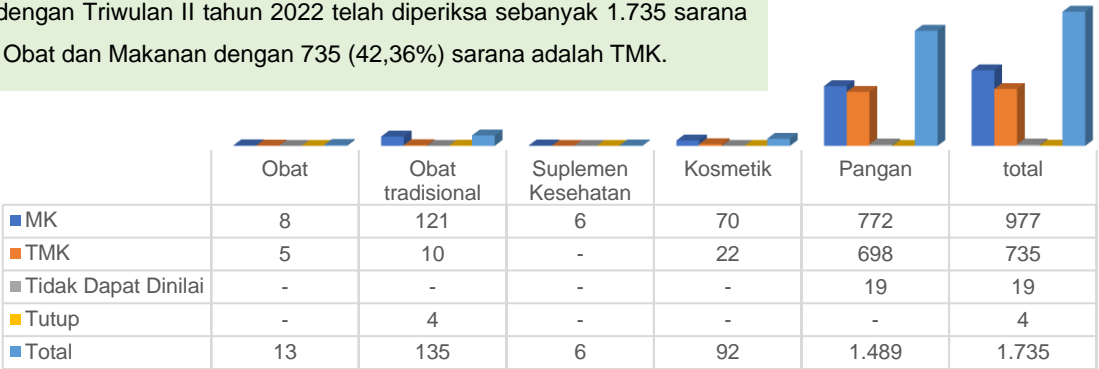 dengan Triwulan II tahun 2022 telah diperiksa sebanyak 1.735 sarana
Obat dan Makanan dengan 735 (42,36%) sarana adalah TMK.
Obat Obat tradisional Suplemen Kesehatan Kosmetik Pangan total
MK 8 121 6 70 772 977
TMK 5 10 - 22 698 735
Tidak Dapat Dinilai - - - - 19 19
Tutup - 4 - - - 4
Total 13 135 6 92 1.489 1.735